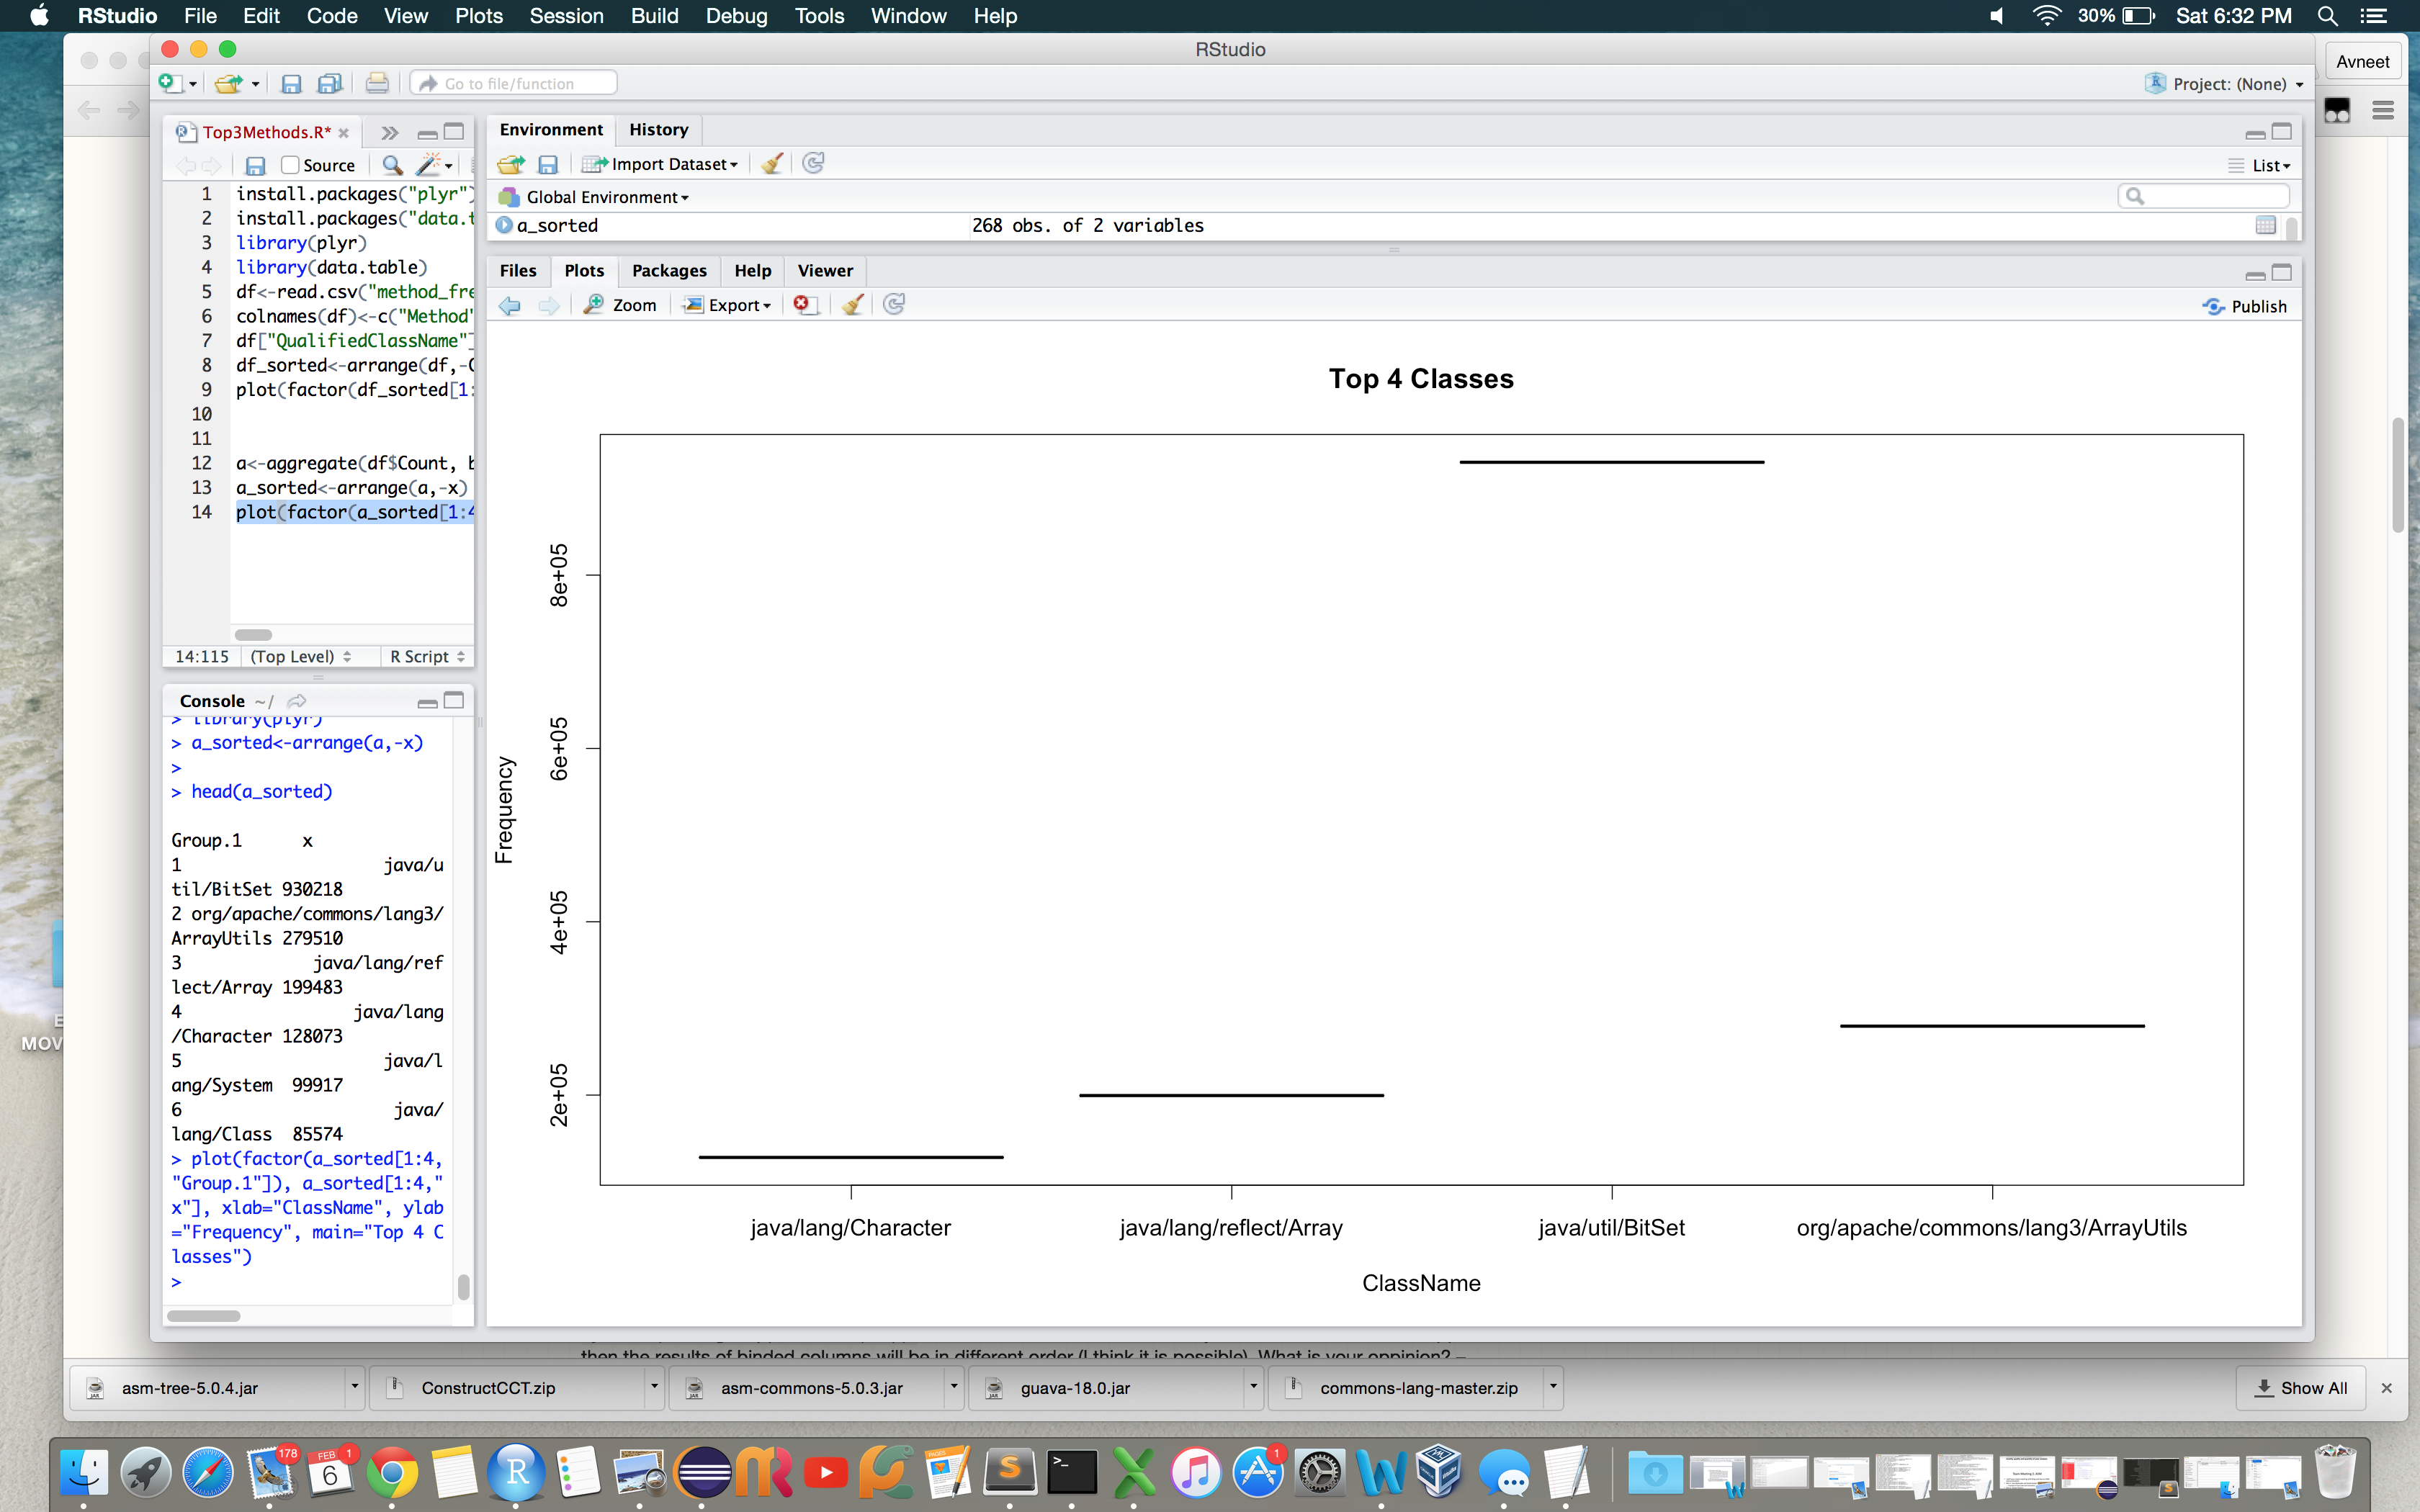 RStudio File Edit Code View Plots Session Build Debug Tools Window Help 30% Sat 6:32 PM
RStudio
Avneet
Go to file/function
Project: (None)
Top3Methods.R*
Source
1 install.packages("plyr")
2 install.packages("data.t
3 library(plyr)
4 library(data.table)
5 df<-read.csv("method_fre
6 colnames(df)<-c("Method"
7 df["QualifiedClassName"]
8 df_sorted<-arrange(df,-C
9 plot(factor(df_sorted[1:
10
11
12 a<-aggregate(df$Count, b
13 a_sorted<-arrange(a,-x)
14 plot(factor(a_sorted[1:4
14:115 (Top Level) R Script
Console ~/
> library(plyr)
> a_sorted<-arrange(a,-x)
>
> head(a_sorted)
Group.1 x
1 java/u
til/BitSet 930218
2 org/apache/commons/lang3/
ArrayUtils 279510
3 java/lang/ref
lect/Array 199483
4 java/lang
/Character 128073
5 java/l
ang/System 99917
6 java/
lang/Class 85574
> plot(factor(a_sorted[1:4,
"Group.1"]), a_sorted[1:4,"
x"], xlab="ClassName", ylab
="Frequency", main="Top 4 C
lasses")
>
Environment History
Import Dataset
List
Global Environment
a_sorted 268 obs. of 2 variables
Files Plots Packages Help Viewer
Zoom Export
Publish
Top 4 Classes
Frequency
8e+05
6e+05
4e+05
2e+05
java/lang/Character java/lang/reflect/Array java/util/BitSet org/apache/commons/lang3/ArrayUtils
ClassName
MOV
then the results of binded columns will be in different order (I think it is possible). What is your oppinion? –
asm-tree-5.0.4.jar ConstructCCT.zip asm-commons-5.0.3.jar guava-18.0.jar commons-lang-master.zip
Show All
178
FEB
6
1
R
S
1